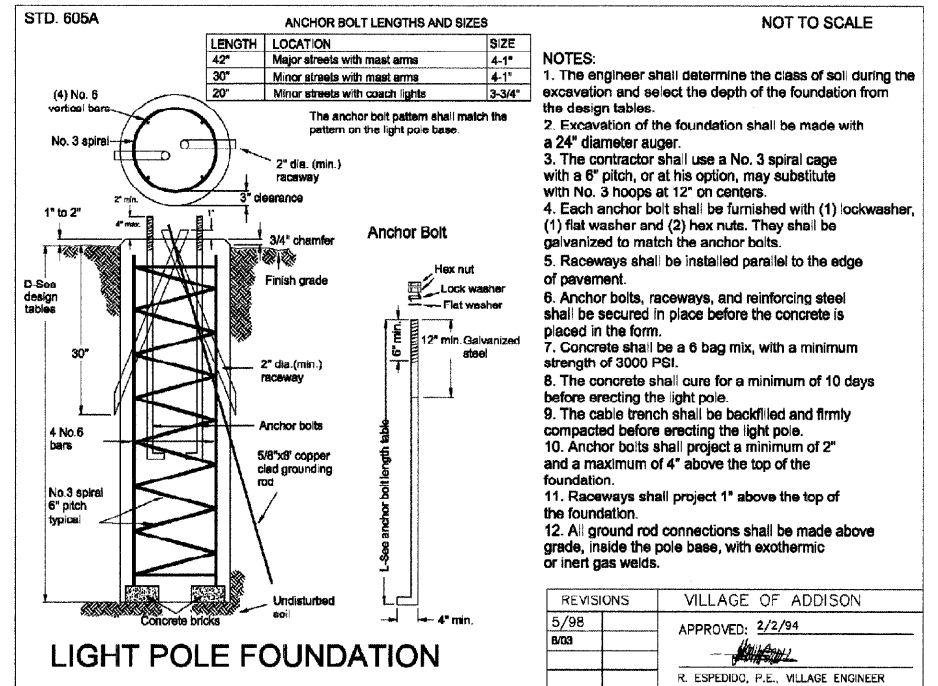 STD. 605A
ANCHOR BOLT LENGTHS AND SIZES
NOT TO SCALE
LENGTH LOCATION SIZE
42" Major streets with mast arms 4-1"
30" Minor streets with mast arms 4-1"
20" Minor streets with coach lights 3-3/4"
The anchor bolt pattern shall match the
pattern on the light pole base.
(4) No. 6
vertical bars
No. 3 spiral
2" dia. (min.)
raceway
3" clearance
2" min.
4" max.
1"
1" to 2"
3/4" chamfer
Finish grade
D-See
design
tables
30"
2" dia.(min.)
raceway
4 No.6
bars
Anchor bolts
5/8"x8' copper
clad grounding
rod
No.3 spiral
6" pitch
typical
Undisturbed
soil
Concrete bricks
Anchor Bolt
Hex nut
Lock washer
Flat washer
6" min.
12" min. Galvanized
steel
L-See anchor bolt length table
4" min.
LIGHT POLE FOUNDATION
NOTES:
1. The engineer shall determine the class of soil during the
excavation and select the depth of the foundation from
the design tables.
2. Excavation of the foundation shall be made with
a 24" diameter auger.
3. The contractor shall use a No. 3 spiral cage
with a 6" pitch, or at his option, may substitute
with No. 3 hoops at 12" on centers.
4. Each anchor bolt shall be furnished with (1) lockwasher,
(1) flat washer and (2) hex nuts. They shall be
galvanized to match the anchor bolts.
5. Raceways shall be installed parallel to the edge
of pavement.
6. Anchor bolts, raceways, and reinforcing steel
shall be secured in place before the concrete is
placed in the form.
7. Concrete shall be a 6 bag mix, with a minimum
strength of 3000 PSI.
8. The concrete shall cure for a minimum of 10 days
before erecting the light pole.
9. The cable trench shall be backfilled and firmly
compacted before erecting the light pole.
10. Anchor bolts shall project a minimum of 2"
and a maximum of 4" above the top of the
foundation.
11. Raceways shall project 1" above the top of
the foundation.
12. All ground rod connections shall be made above
grade, inside the pole base, with exothermic
or inert gas welds.
REVISIONS
5/98
8/03
VILLAGE OF ADDISON
APPROVED: 2/2/94
R. ESPEDIDO, P.E., VILLAGE ENGINEER